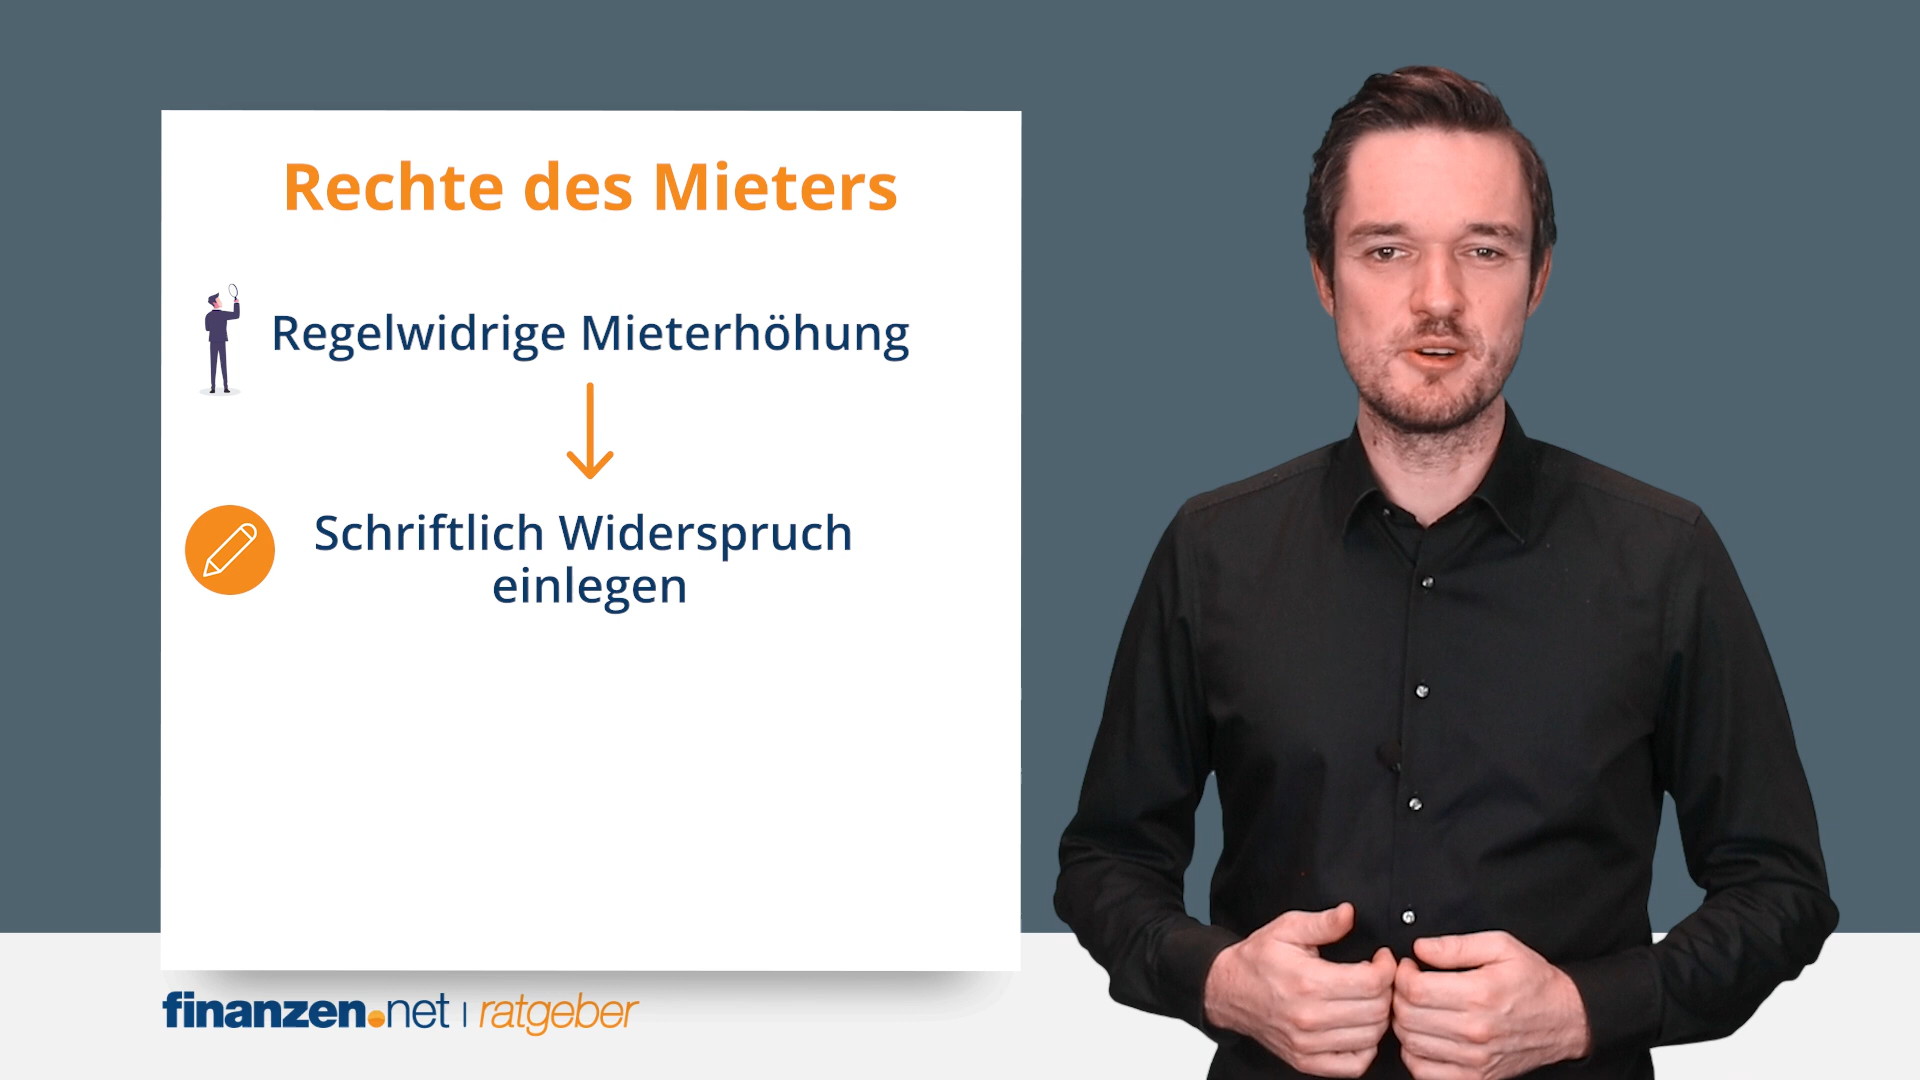 Rechte des Mieters
Regelwidrige Mieterhöhung
Schriftlich Widerspruch
einlegen
finanzen.net | ratgeber